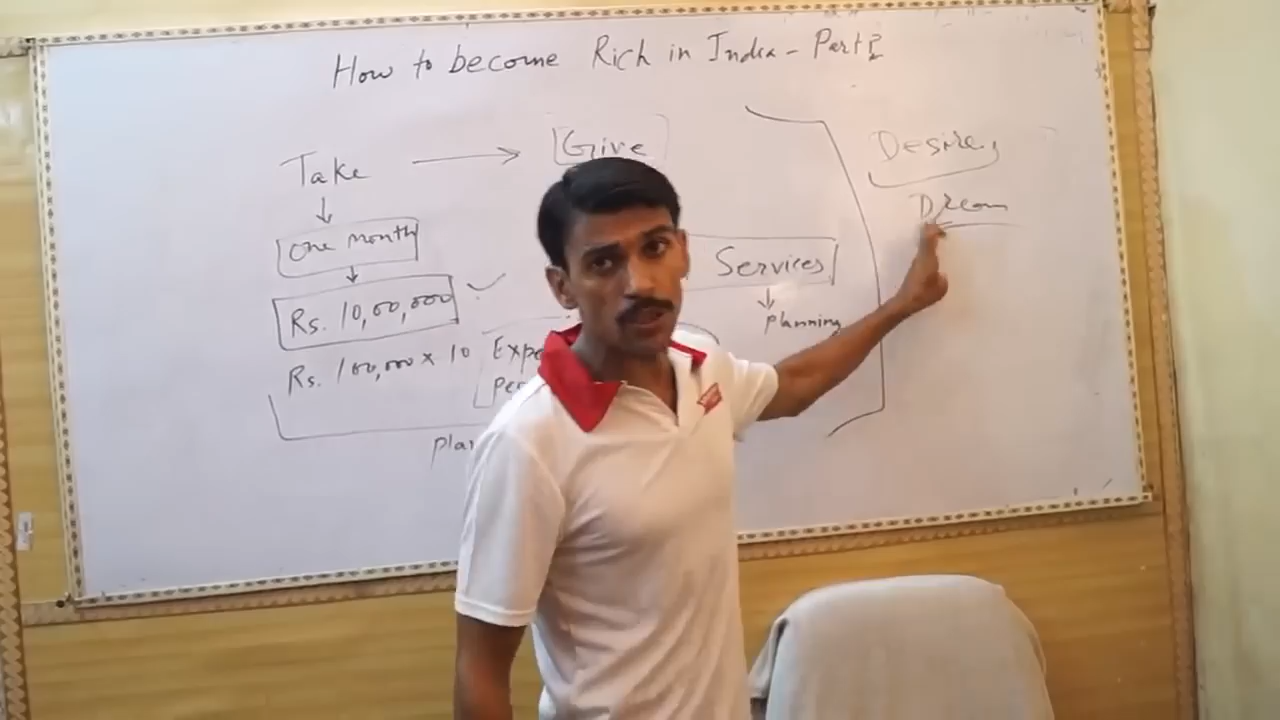 How to become Rich in India - Part 2
Take → Give
Desire,
Dream
one month
Services
Rs. 10,00,000
planning
Rs. 100,000 x 10